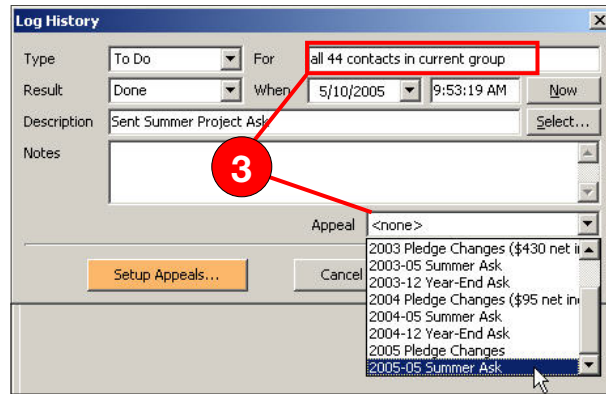 Log History
Type To Do For all 44 contacts in current group
Result Done When 5/10/2005 9:53:19 AM Now
Description Sent Summer Project Ask Select...
Notes
3
Appeal <none>
2003 Pledge Changes ($430 net
2003-05 Summer Ask
2003-12 Year-End Ask
2004 Pledge Changes ($95 net
2004-05 Summer Ask
2004-12 Year-End Ask
2005 Pledge Changes
2005-05 Summer Ask
Setup Appeals... Cancel